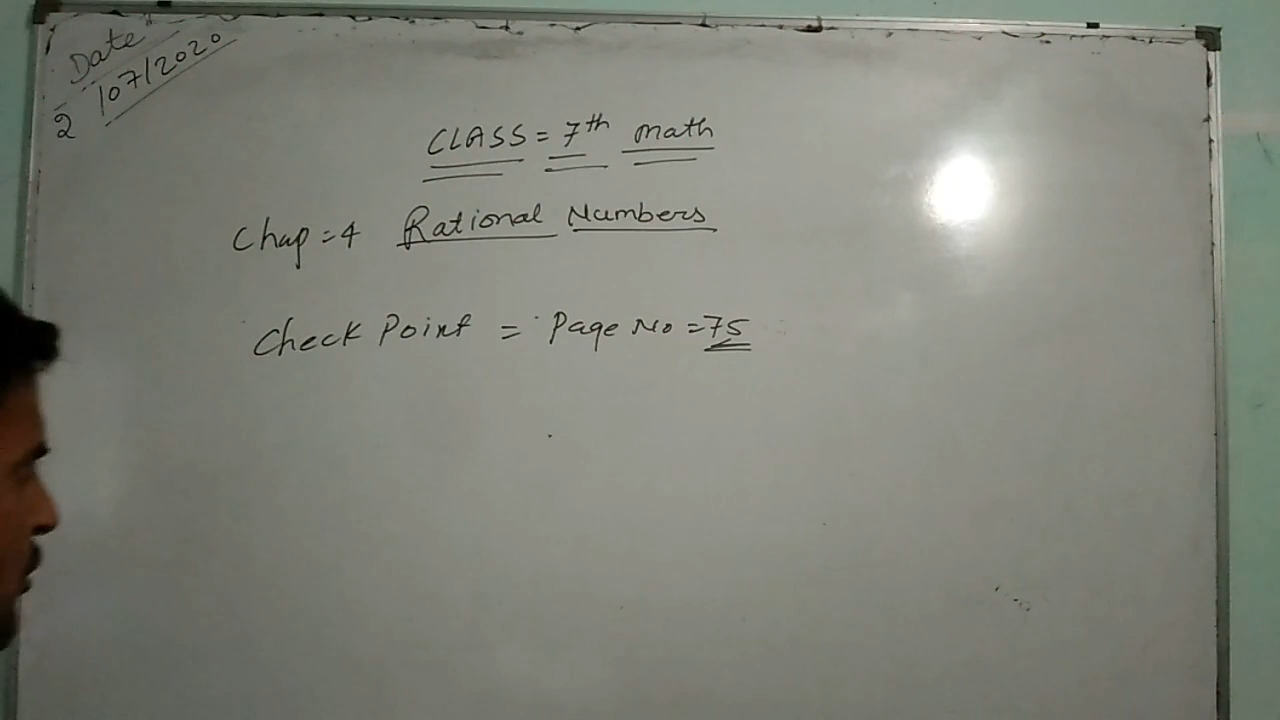 Date
2/07/2020
CLASS = 7th math
Chap = 4 Rational Numbers
Check Point = Page No = 75